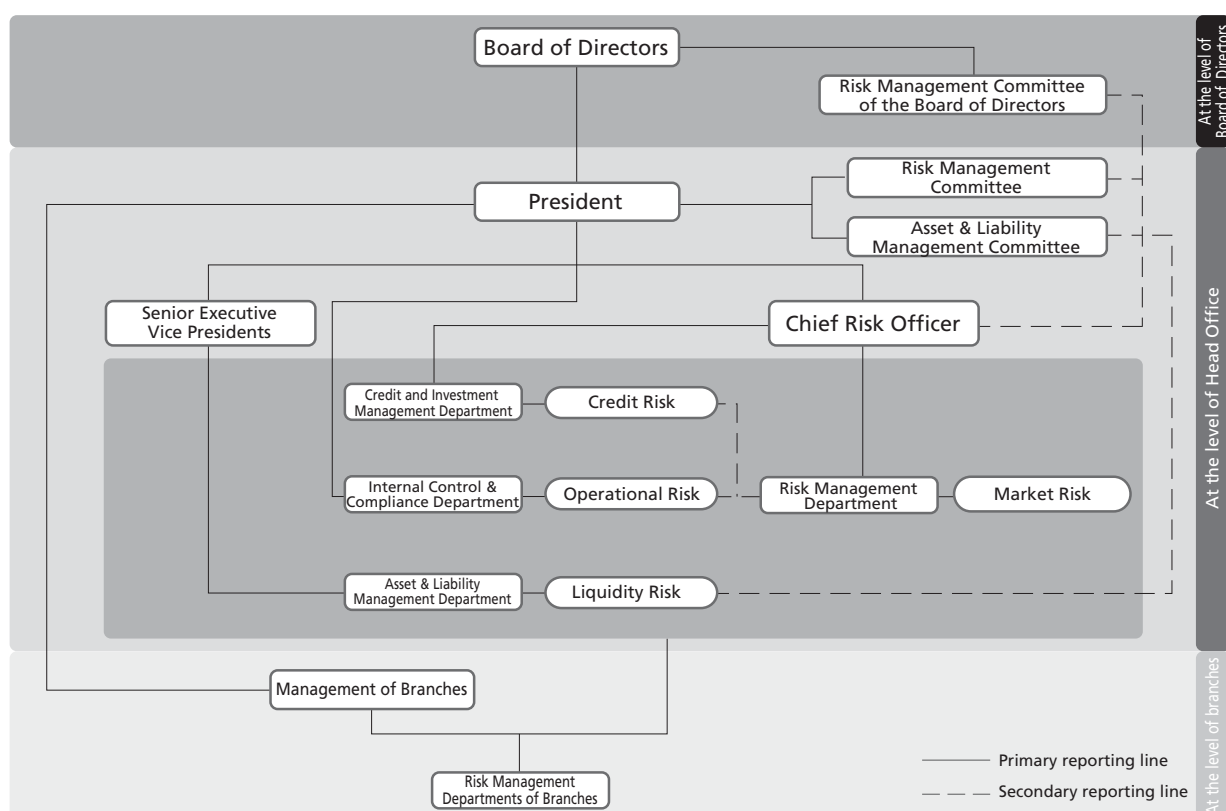 Board of Directors
Risk Management Committee
of the Board of Directors
At the level of
Board of Directors
President
Risk Management
Committee
Asset & Liability
Management Committee
Senior Executive
Vice Presidents
Chief Risk Officer
Credit and Investment
Management Department
Credit Risk
Internal Control &
Compliance Department
Operational Risk
Risk Management
Department
Market Risk
Asset & Liability
Management Department
Liquidity Risk
At the level of Head Office
Management of Branches
Risk Management
Departments of Branches
At the level of branches
Primary reporting line
Secondary reporting line